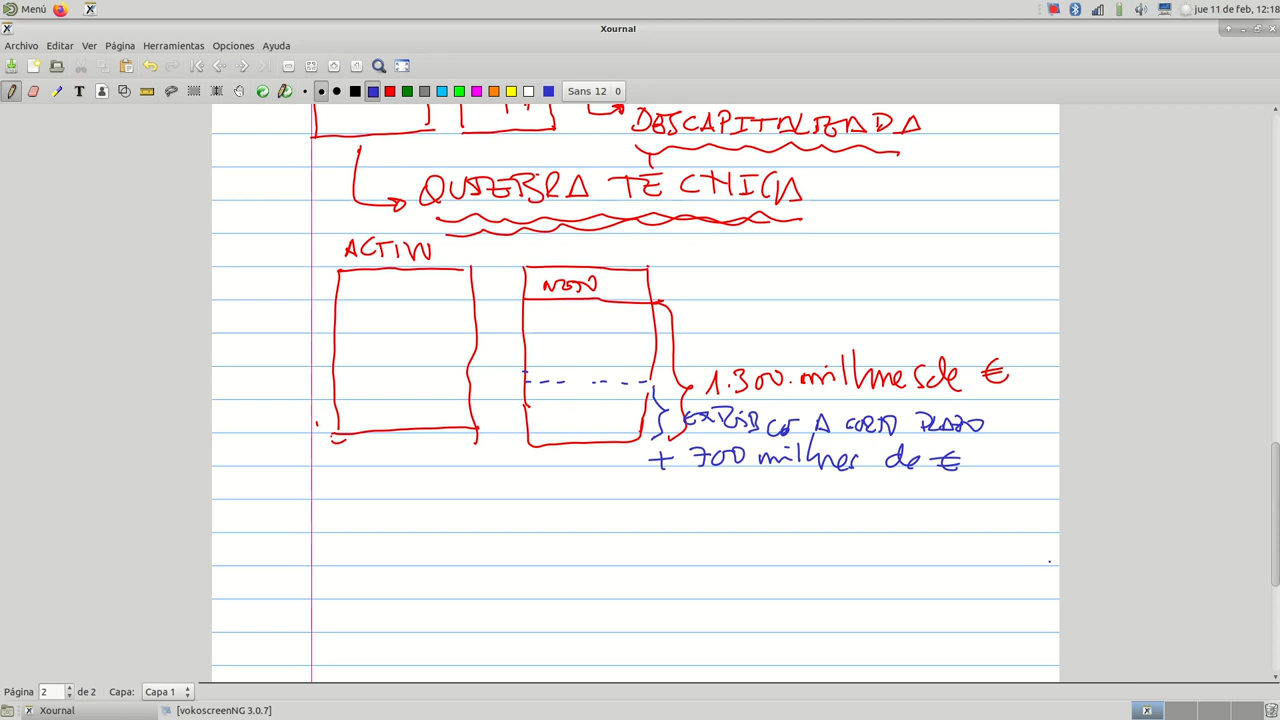 Menú
jue 11 de feb, 12:18
Xournal
Archivo Editar Ver Página Herramientas Opciones Ayuda
Sans 12 0
DESCAPITALIZADA
QUIEBRA TECNICA
ACTIVO
NETO
1.300. millones de €
EXIGIBLE A CORTO PLAZO
+ 700 millones de €
Página 2 de 2 Capa: Capa 1
Xournal [vokoscreenNG 3.0.7]